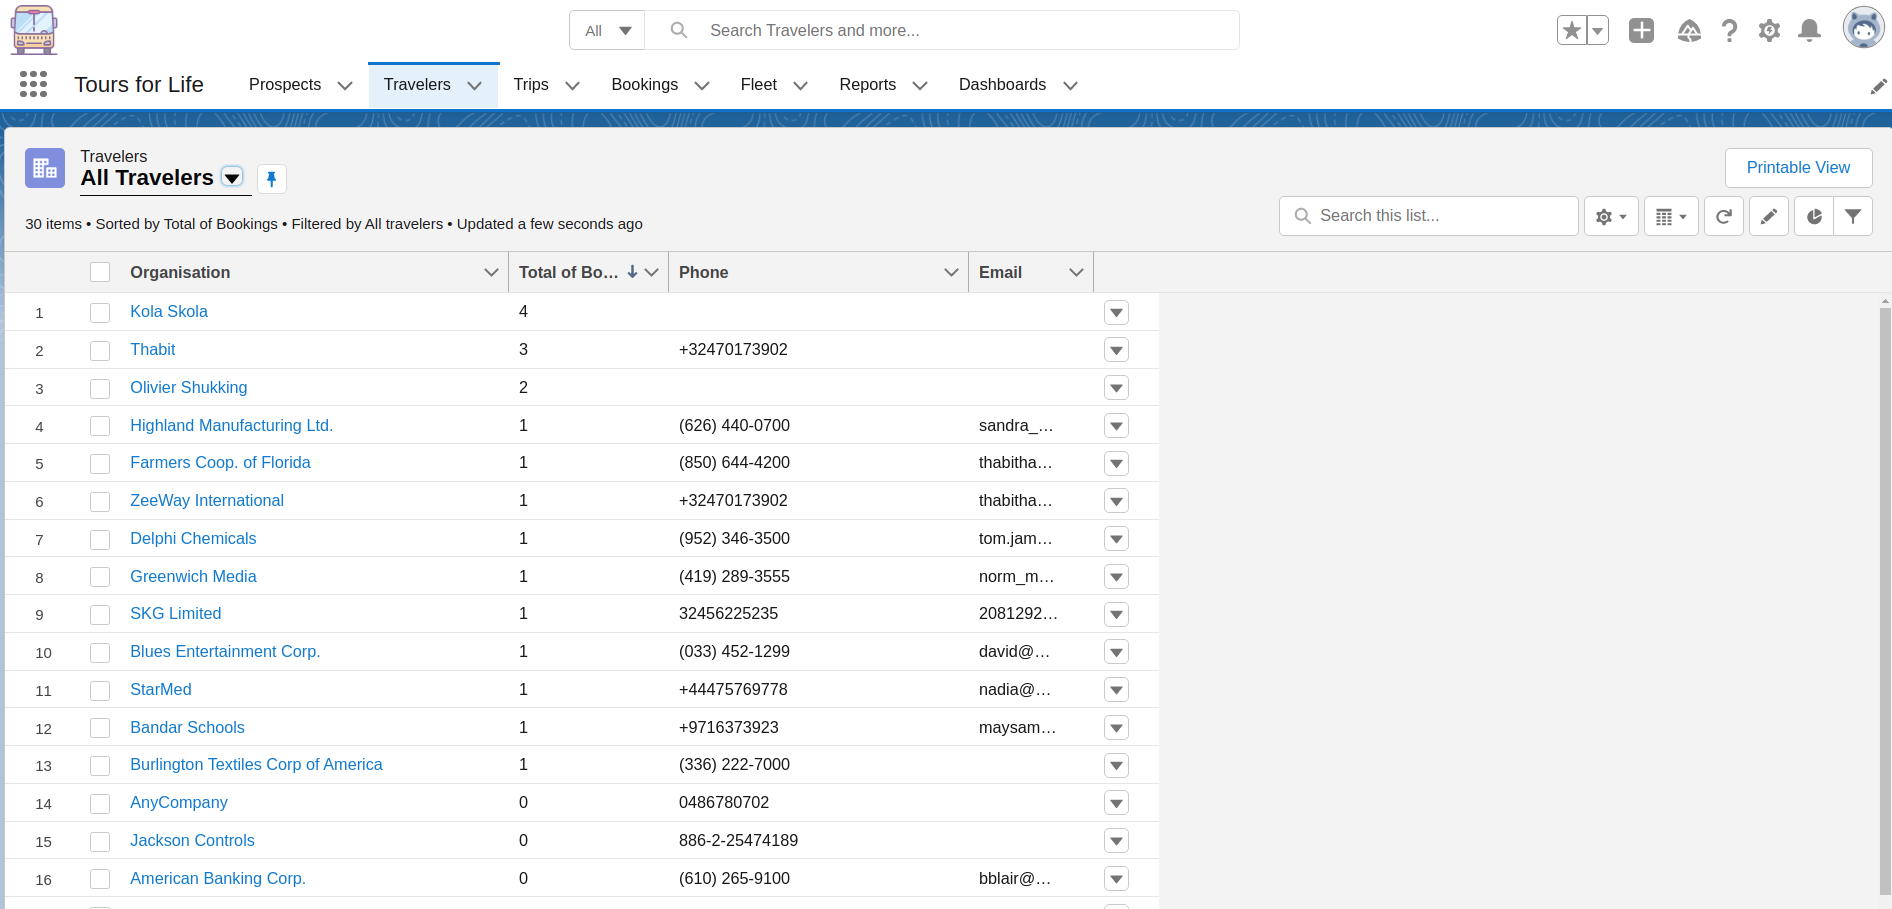 All
Search Travelers and more...
Tours for Life
Prospects
Travelers
Trips
Bookings
Fleet
Reports
Dashboards
Travelers
All Travelers
Printable View
30 items • Sorted by Total of Bookings • Filtered by All travelers • Updated a few seconds ago
Search this list...
Organisation Total of Bo... Phone Email
1 Kola Skola 4
2 Thabit 3 +32470173902
3 Olivier Shukking 2
4 Highland Manufacturing Ltd. 1 (626) 440-0700 sandra_...
5 Farmers Coop. of Florida 1 (850) 644-4200 thabitha...
6 ZeeWay International 1 +32470173902 thabitha...
7 Delphi Chemicals 1 (952) 346-3500 tom.jam...
8 Greenwich Media 1 (419) 289-3555 norm_m...
9 SKG Limited 1 32456225235 2081292...
10 Blues Entertainment Corp. 1 (033) 452-1299 david@...
11 StarMed 1 +44475769778 nadia@...
12 Bandar Schools 1 +9716373923 maysam...
13 Burlington Textiles Corp of America 1 (336) 222-7000
14 AnyCompany 0 0486780702
15 Jackson Controls 0 886-2-25474189
16 American Banking Corp. 0 (610) 265-9100 bblair@...